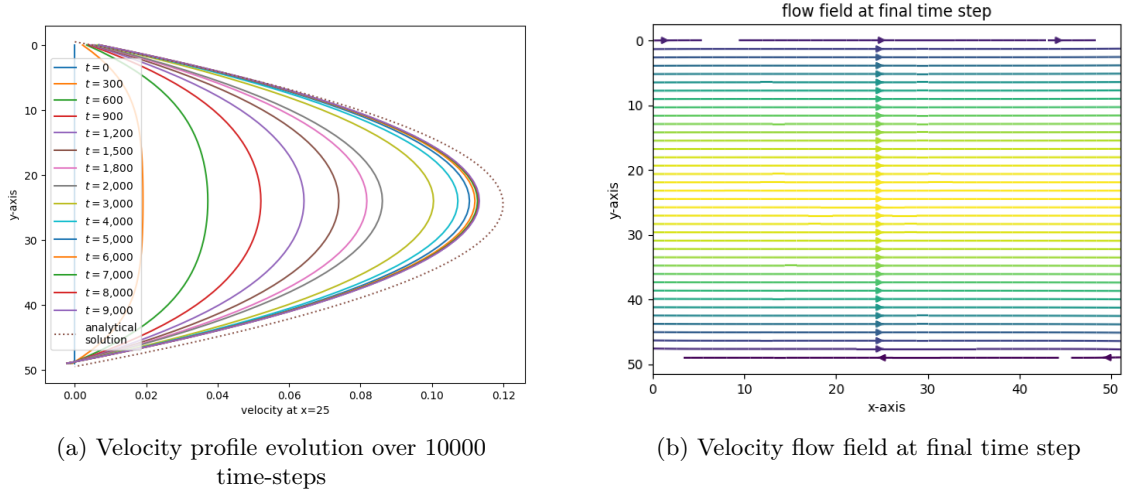 0
10
20
30
40
50
y-axis
t = 0
t = 300
t = 600
t = 900
t = 1,200
t = 1,500
t = 1,800
t = 2,000
t = 3,000
t = 4,000
t = 5,000
t = 6,000
t = 7,000
t = 8,000
t = 9,000
analytical
solution
0.00 0.02 0.04 0.06 0.08 0.10 0.12
velocity at x=25
(a) Velocity profile evolution over 10000
time-steps
flow field at final time step
0
10
20
30
40
50
y-axis
0 10 20 30 40 50
x-axis
(b) Velocity flow field at final time step